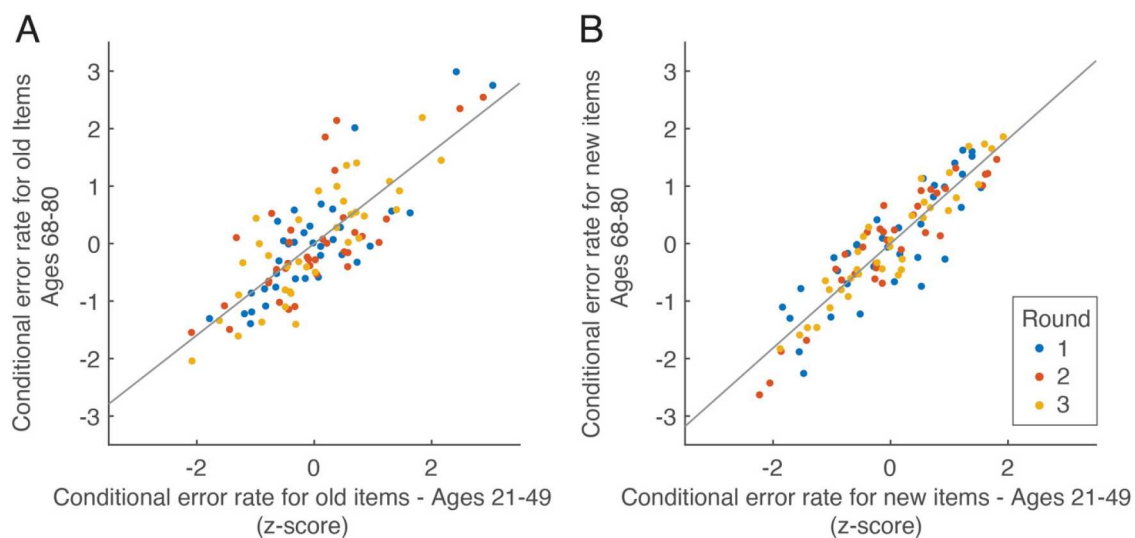 A
Conditional error rate for old Items
Ages 68-80
3
2
1
0
-1
-2
-3
-2
0
2
Conditional error rate for old items - Ages 21-49
(z-score)
B
Conditional error rate for new items
Ages 68-80
3
2
1
0
-1
-2
-3
-2
0
2
Conditional error rate for new items - Ages 21-49
(z-score)
Round
1
2
3